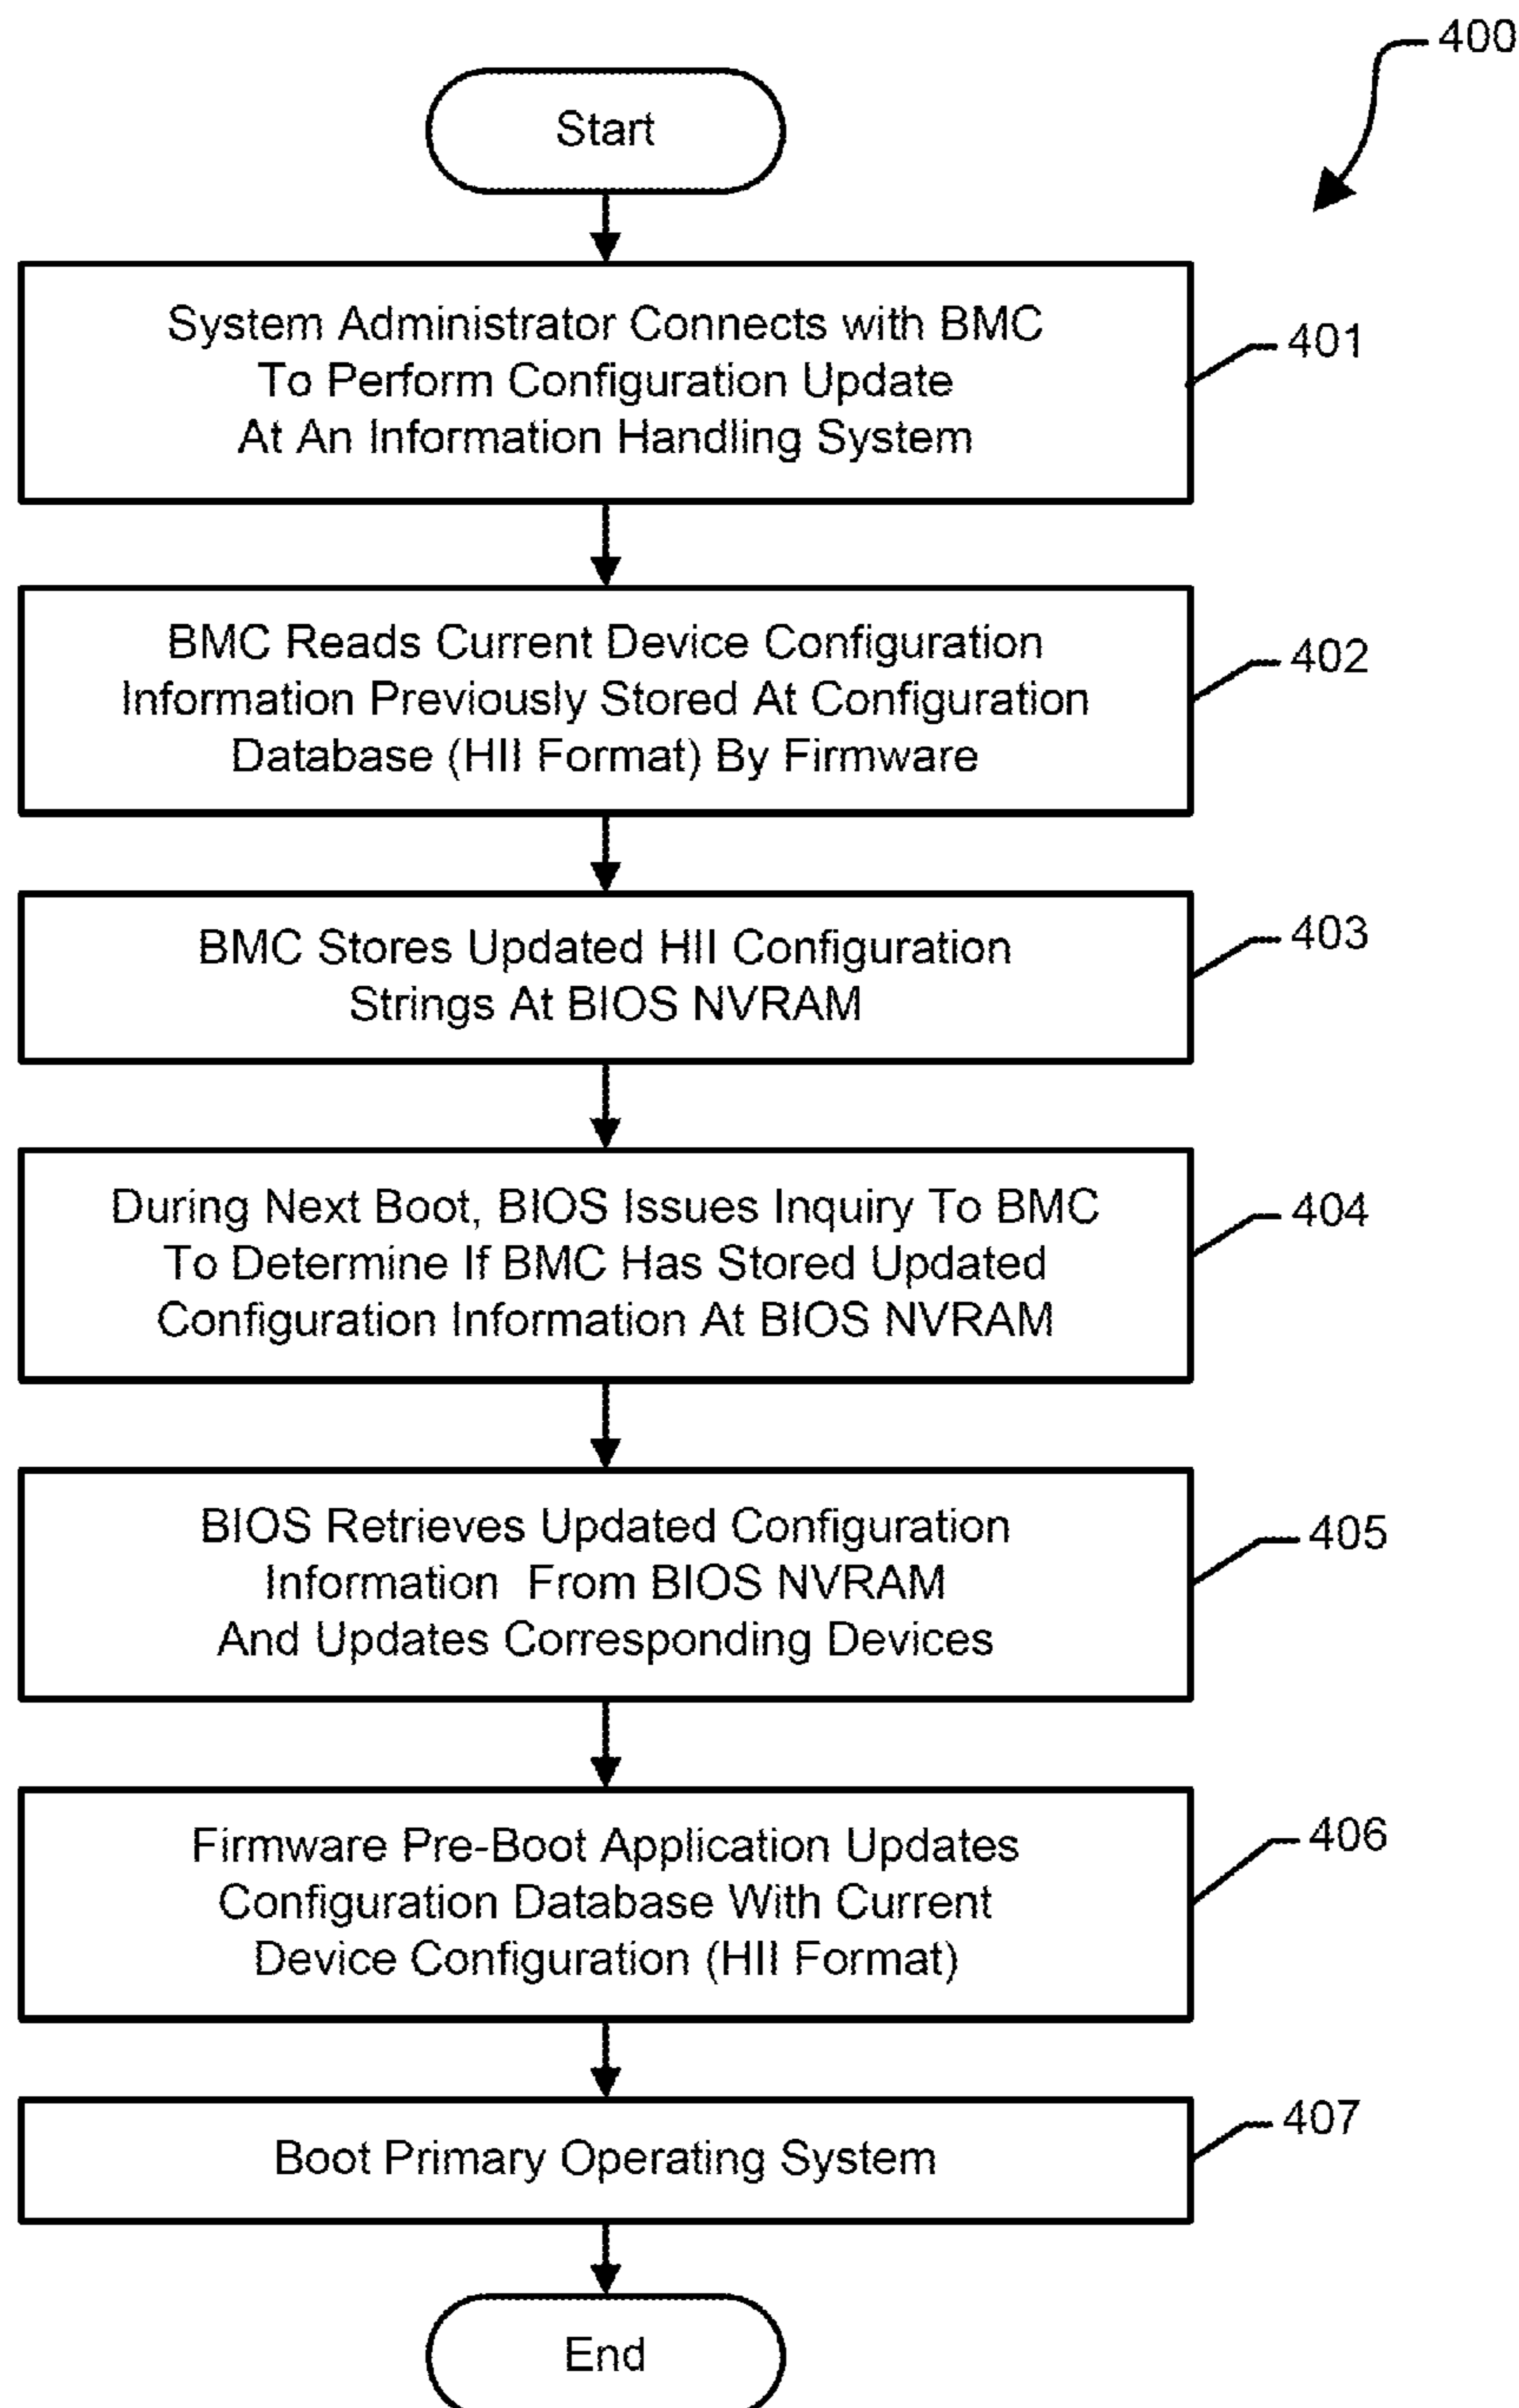 400
Start
System Administrator Connects with BMC
To Perform Configuration Update
At An Information Handling System
401
BMC Reads Current Device Configuration
Information Previously Stored At Configuration
Database (HII Format) By Firmware
402
BMC Stores Updated HII Configuration
Strings At BIOS NVRAM
403
During Next Boot, BIOS Issues Inquiry To BMC
To Determine If BMC Has Stored Updated
Configuration Information At BIOS NVRAM
404
BIOS Retrieves Updated Configuration
Information From BIOS NVRAM
And Updates Corresponding Devices
405
Firmware Pre-Boot Application Updates
Configuration Database With Current
Device Configuration (HII Format)
406
Boot Primary Operating System
407
End